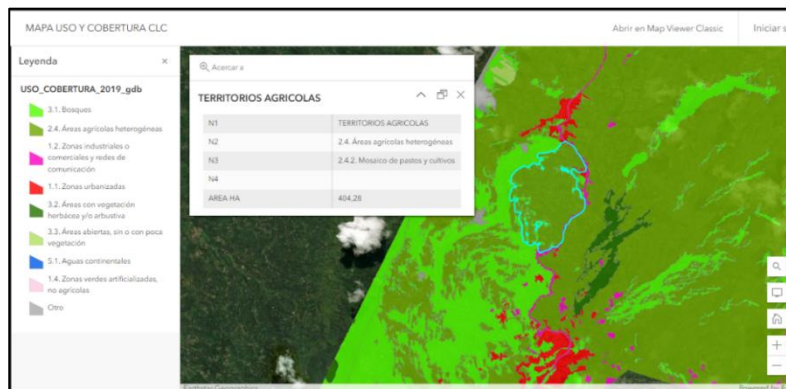 MAPA USO Y COBERTURA CLC
Abrir en Map Viewer Classic
Iniciar s
Leyenda
USO_COBERTURA_2019_gdb
3.1. Bosques
2.4. Áreas agrícolas heterogéneas
1.2. Zonas industriales o
comerciales y redes de
comunicación
1.1. Zonas urbanizadas
3.2. Áreas con vegetación
herbácea y/o arbustiva
3.3. Áreas abiertas, sin o con poca
vegetación
5.1. Aguas continentales
1.4. Zonas verdes artificializadas,
no agrícolas
Otro
Acercar a
TERRITORIOS AGRICOLAS
N1 TERRITORIOS AGRICOLAS
N2 2.4. Áreas agrícolas heterogéneas
N3 2.4.2. Mosaico de pastos y cultivos
N4
AREA HA 404,28
Earthstar Geographics
Powered by